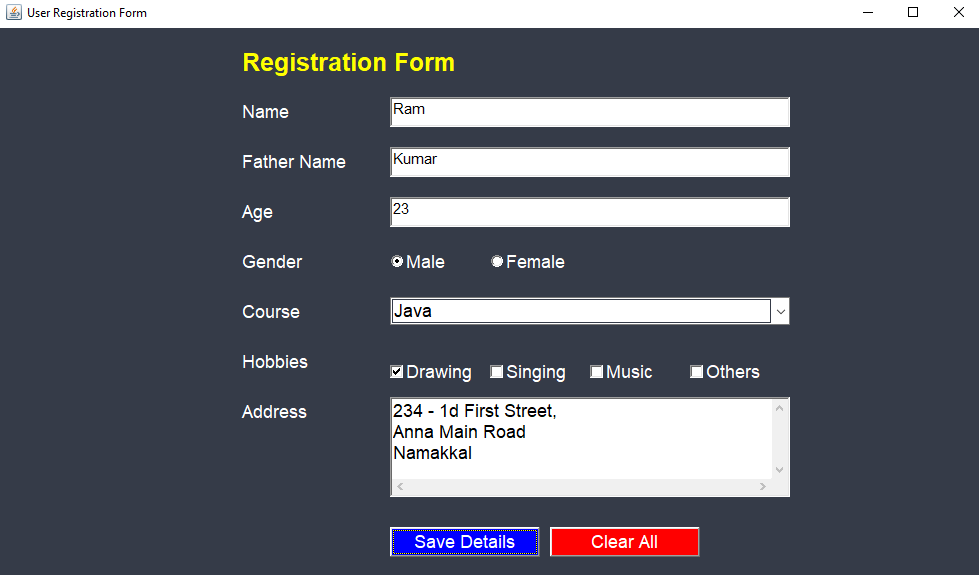 User Registration Form
Registration Form
Name Ram
Father Name Kumar
Age 23
Gender Male Female
Course Java
Hobbies Drawing Singing Music Others
Address 234 - 1d First Street,
Anna Main Road
Namakkal
Save Details Clear All